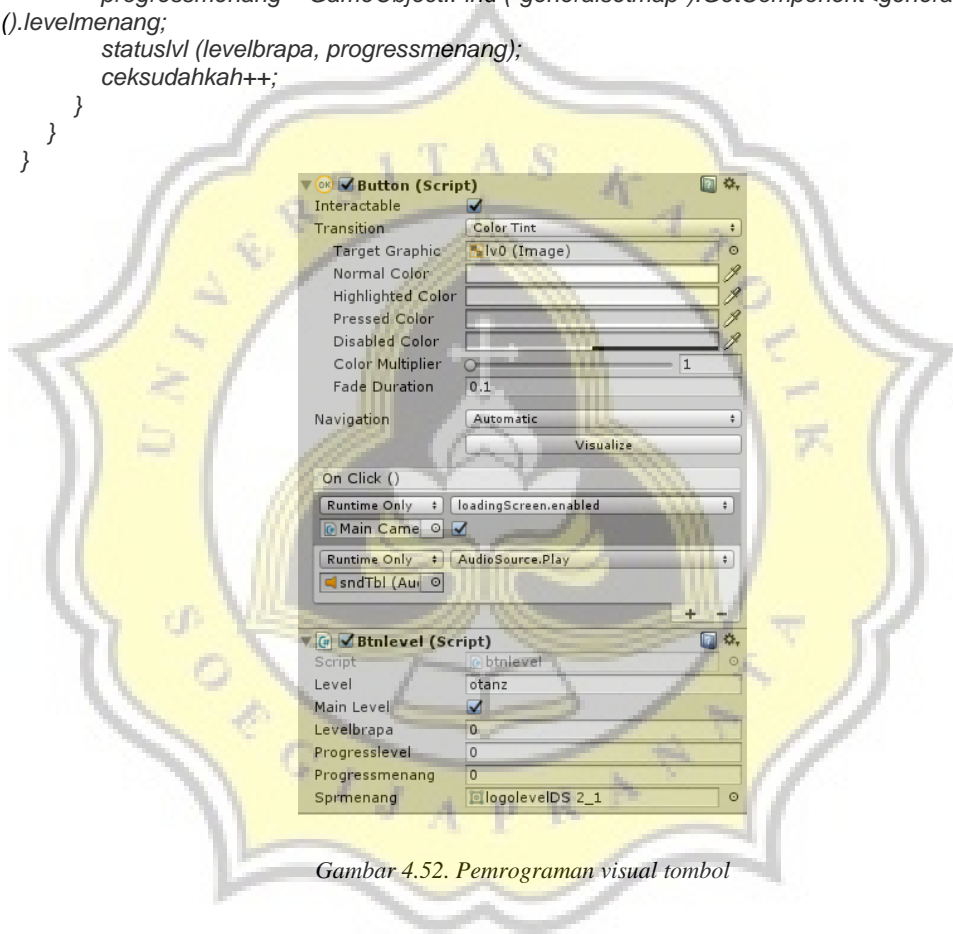 ().levelmenang;
statuslvl (levelbrapa, progressmenang);
ceksudahkah++;
}
}
}
Button (Script)
Interactable
Transition Color Tint
Target Graphic lv0 (Image)
Normal Color
Highlighted Color
Pressed Color
Disabled Color
Color Multiplier 1
Fade Duration 0.1
Navigation Automatic
Visualize
On Click ()
Runtime Only loadingScreen.enabled
Main Came
Runtime Only AudioSource.Play
sndTbl (Au
+ −
Btnlevel (Script)
Script btnlevel
Level otanz
Main Level
Levelbrapa 0
Progresslevel 0
Progressmenang 0
Sprmenang logolevelDS 2_1
Gambar 4.52. Pemrograman visual tombol
UNIVERSITAS KATOLIK
SOEGIJAPRANATA